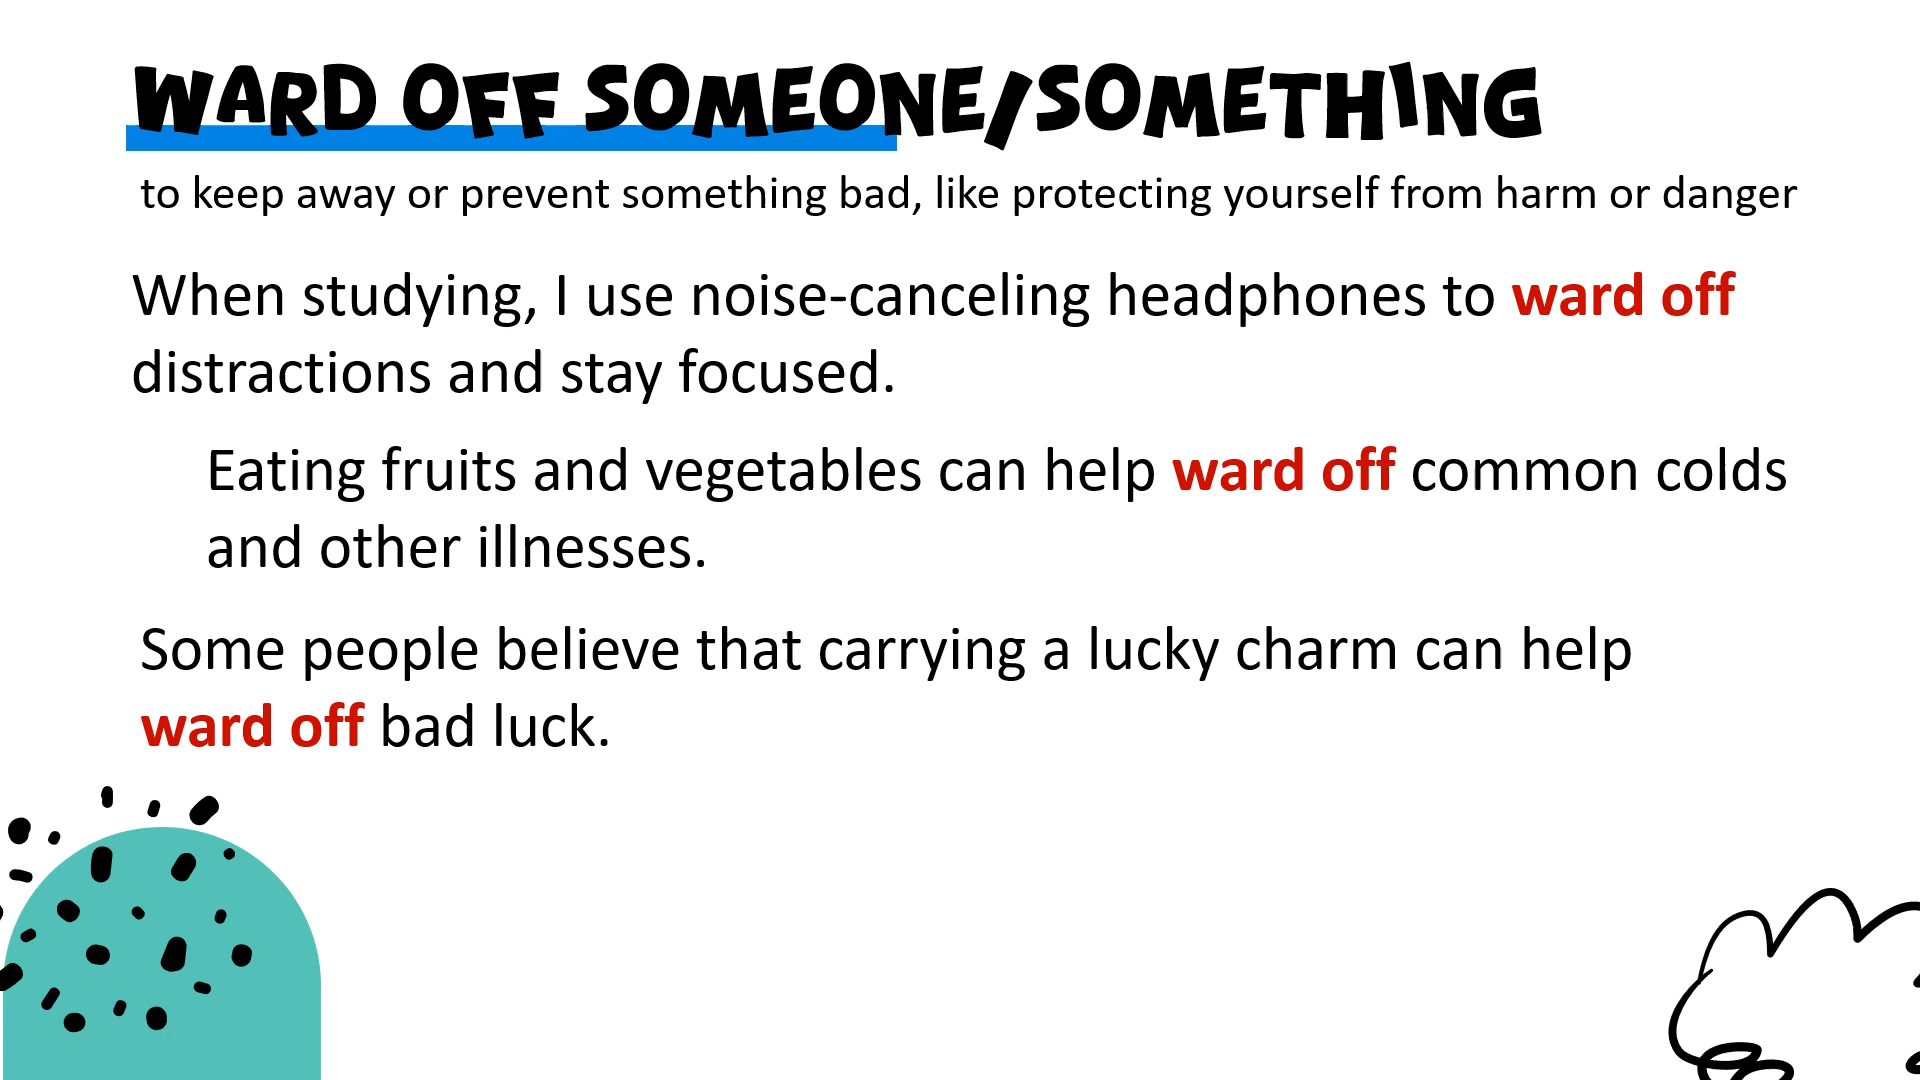 WARD OFF SOMEONE/SOMETHING
to keep away or prevent something bad, like protecting yourself from harm or danger
When studying, I use noise-canceling headphones to ward off
distractions and stay focused.
Eating fruits and vegetables can help ward off common colds
and other illnesses.
Some people believe that carrying a lucky charm can help
ward off bad luck.